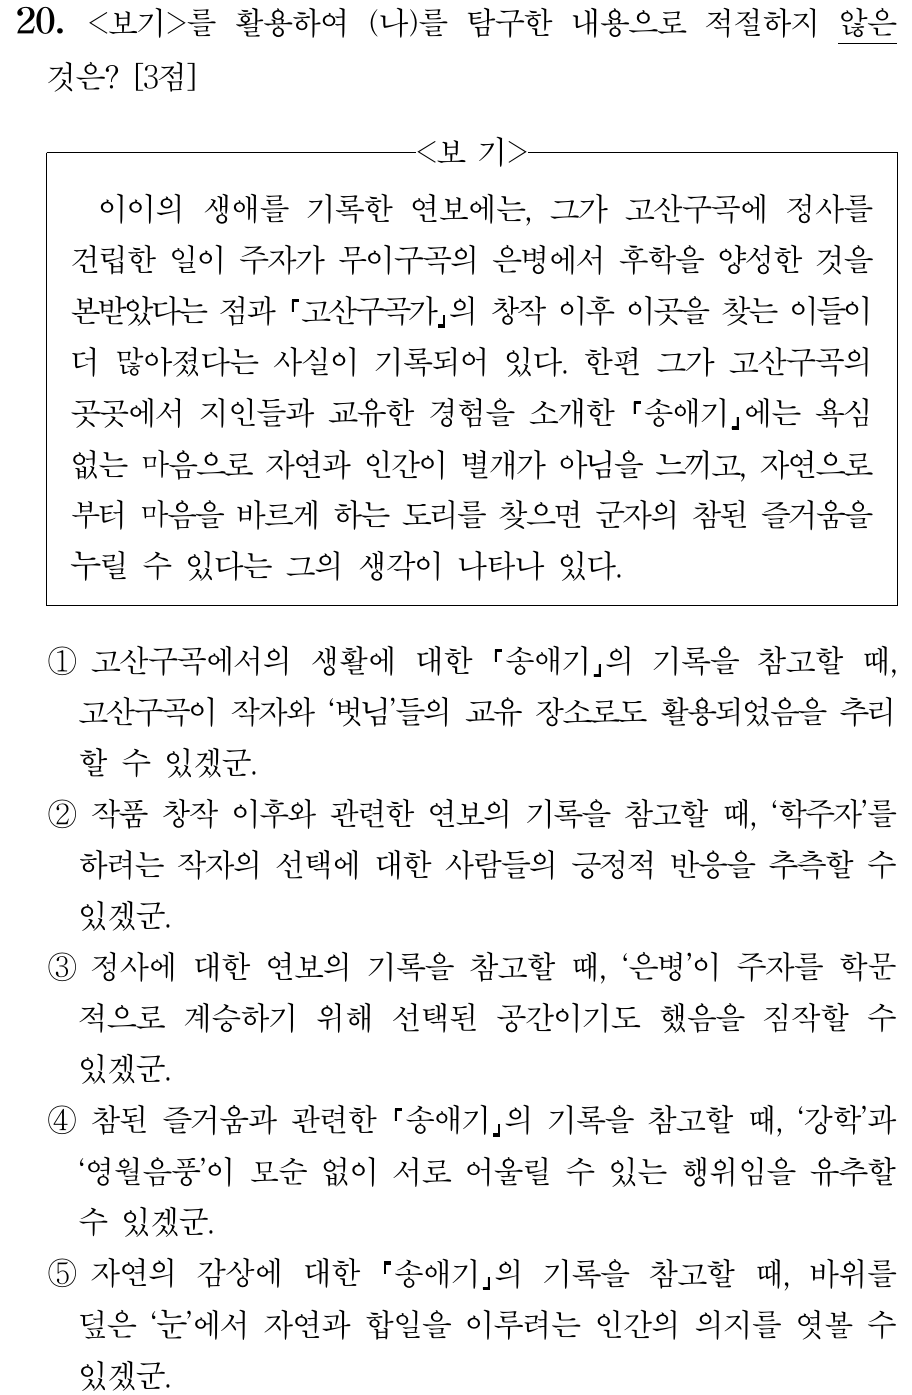 20. <보기>를 활용하여 (나)를 탐구한 내용으로 적절하지 않은
것은? [3점]
<보 기>
이이의 생애를 기록한 연보에는, 그가 고산구곡에 정사를
건립한 일이 주자가 무이구곡의 은병에서 후학을 양성한 것을
본받았다는 점과 「고산구곡가」의 창작 이후 이곳을 찾는 이들이
더 많아졌다는 사실이 기록되어 있다. 한편 그가 고산구곡의
곳곳에서 지인들과 교유한 경험을 소개한 「송애기」에는 욕심
없는 마음으로 자연과 인간이 별개가 아님을 느끼고, 자연으로
부터 마음을 바르게 하는 도리를 찾으면 군자의 참된 즐거움을
누릴 수 있다는 그의 생각이 나타나 있다.
① 고산구곡에서의 생활에 대한 「송애기」의 기록을 참고할 때,
고산구곡이 작자와 ‘벗님’들의 교유 장소로도 활용되었음을 추리
할 수 있겠군.
② 작품 창작 이후와 관련한 연보의 기록을 참고할 때, ‘학주자’를
하려는 작자의 선택에 대한 사람들의 긍정적 반응을 추측할 수
있겠군.
③ 정사에 대한 연보의 기록을 참고할 때, ‘은병’이 주자를 학문
적으로 계승하기 위해 선택된 공간이기도 했음을 짐작할 수
있겠군.
④ 참된 즐거움과 관련한 「송애기」의 기록을 참고할 때, ‘강학’과
‘영월음풍’이 모순 없이 서로 어울릴 수 있는 행위임을 유추할
수 있겠군.
⑤ 자연의 감상에 대한 「송애기」의 기록을 참고할 때, 바위를
덮은 ‘눈’에서 자연과 합일을 이루려는 인간의 의지를 엿볼 수
있겠군.